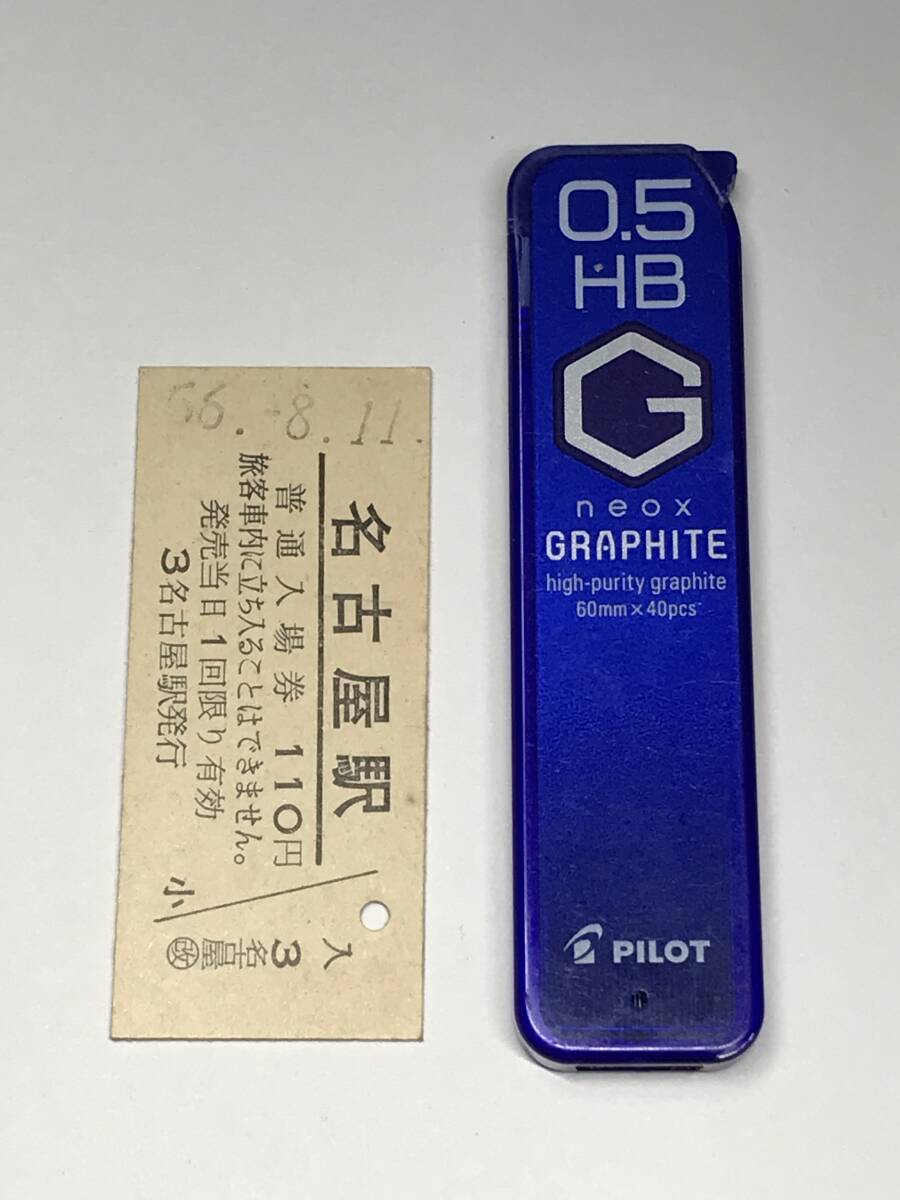 56.-8.11.
名古屋駅
普通入場券 110円
旅客車内に立ち入ることはできません。
発売当日1回限り有効
3名古屋駅発行
小
入
3
名古屋
改
0.5
HB
G
neox
GRAPHITE
high-purity graphite
60mm×40pcs
PILOT